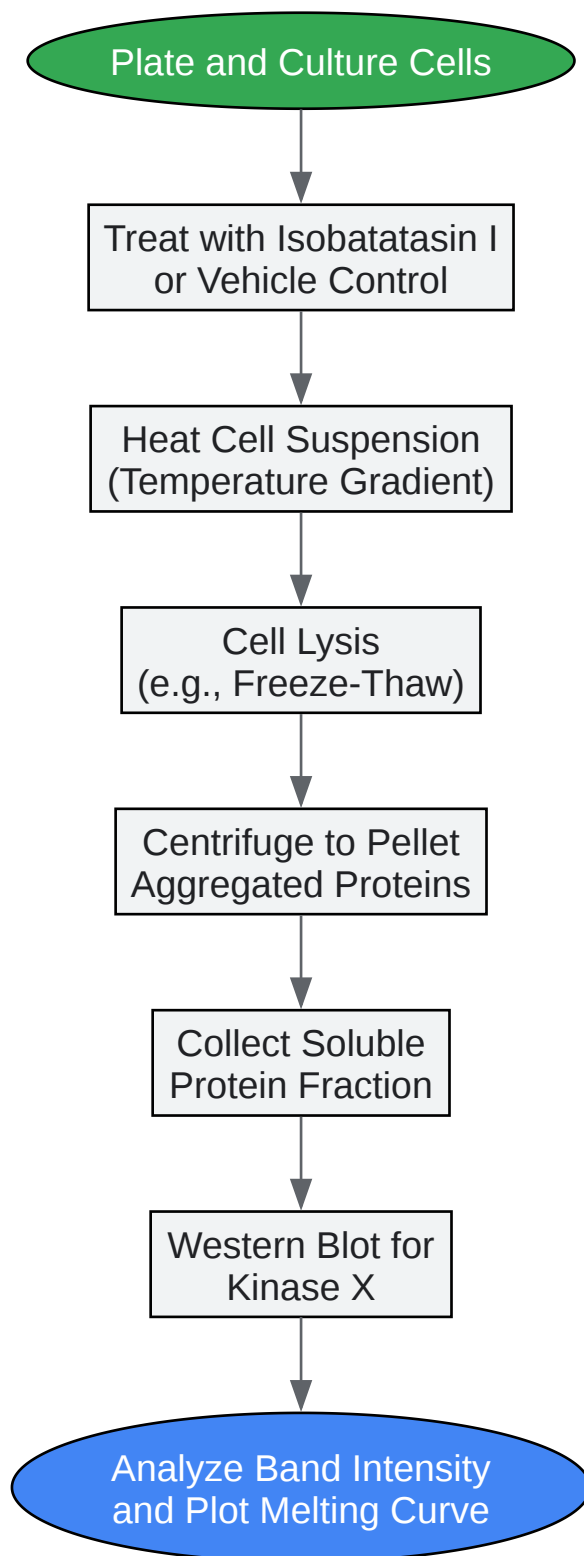 Plate and Culture Cells
Treat with Isobatatasin I
or Vehicle Control
Heat Cell Suspension
(Temperature Gradient)
Cell Lysis
(e.g., Freeze-Thaw)
Centrifuge to Pellet
Aggregated Proteins
Collect Soluble
Protein Fraction
Western Blot for
Kinase X
Analyze Band Intensity
and Plot Melting Curve